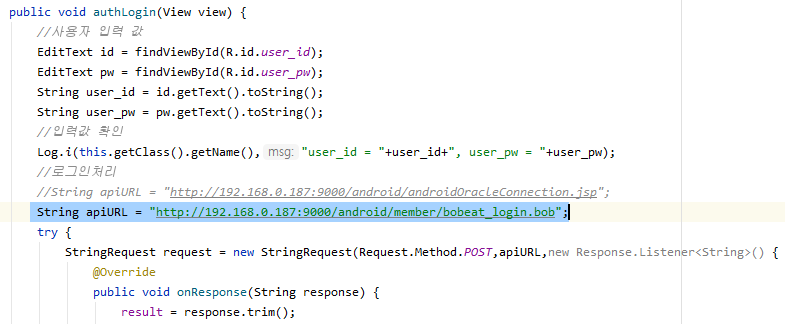 public void authLogin(View view) {
//사용자 입력 값
EditText id = findViewById(R.id.user_id);
EditText pw = findViewById(R.id.user_pw);
String user_id = id.getText().toString();
String user_pw = pw.getText().toString();
//입력값 확인
Log.i(this.getClass().getName(), msg: "user_id = "+user_id+", user_pw = "+user_pw);
//로그인처리
//String apiURL = "http://192.168.0.187:9000/android/androidOracleConnection.jsp";
String apiURL = "http://192.168.0.187:9000/android/member/bobeat_login.bob";
try {
StringRequest request = new StringRequest(Request.Method.POST,apiURL,new Response.Listener<String>() {
@Override
public void onResponse(String response) {
result = response.trim();